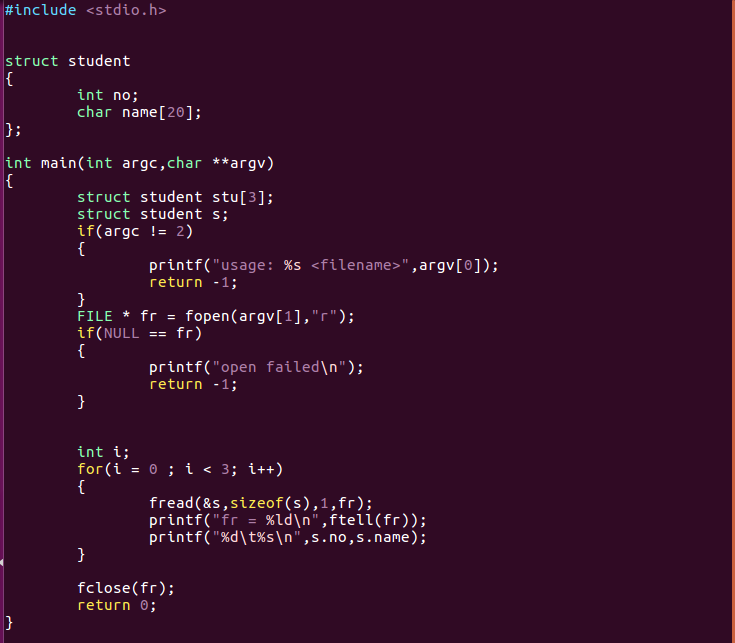 #include <stdio.h>
struct student
{
        int no;
        char name[20];
};
int main(int argc,char **argv)
{
        struct student stu[3];
        struct student s;
        if(argc != 2)
        {
                printf("usage: %s <filename>",argv[0]);
                return -1;
        }
        FILE * fr = fopen(argv[1],"r");
        if(NULL == fr)
        {
                printf("open failed\n");
                return -1;
        }
        int i;
        for(i = 0 ; i < 3; i++)
        {
                fread(&s,sizeof(s),1,fr);
                printf("fr = %ld\n",ftell(fr));
                printf("%d\t%s\n",s.no,s.name);
        }
        fclose(fr);
        return 0;
}